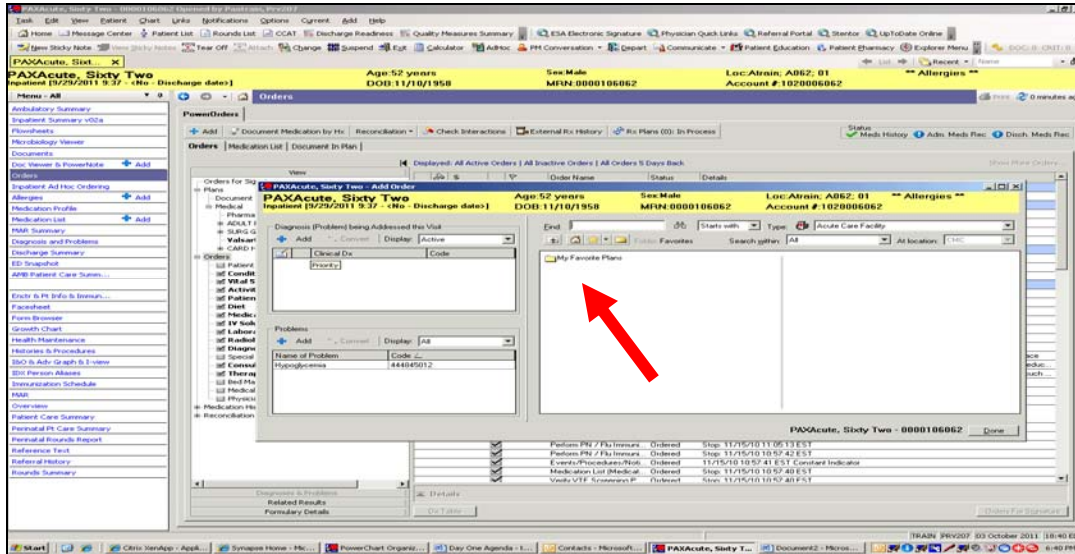 PAXAcute, Sixty Two - 0000106062 Opened by Paxtrain, Prv207
Task Edit View Patient Chart Links Notifications Options Current Add Help
Home Message Center Patient List Rounds List CCAT Discharge Readiness Quality Measures Summary ESA Electronic Signature Physician Quick Links Referral Portal Stentor UpToDate Online
New Sticky Note View Sticky Notes Tear Off Attach Change Suspend Exit Calculator AdHoc PM Conversation Depart Communicate Patient Education Patient Pharmacy Explorer Menu
PAXAcute, Sixt... List Recent Name
PAXAcute, Sixty Two Age:52 years Sex:Male Loc:Atrain; A062; 01 ** Allergies **
Inpatient [9/29/2011 9:37 - <No - Discharge date>] DOB:11/10/1958 MRN:0000106062 Account #:1020006062
Menu - All Orders Print 0 minutes ag
Ambulatory Summary
Inpatient Summary v02a
Flowsheets
Microbiology Viewer
Documents
Doc Viewer & PowerNote Add
Orders
Inpatient Ad Hoc Ordering
Allergies Add
Medication Profile
Medication List Add
MAR Summary
Diagnosis and Problems
Discharge Summary
ED Snapshot
AMB Patient Care Summ...
Enctr & Pt Info & Immun...
Facesheet
Form Browser
Growth Chart
Health Maintenance
Histories & Procedures
I&O & Adv Graph & I-view
IDX Person Aliases
Immunization Schedule
MAR
Overview
Patient Care Summary
Perinatal Pt Care Summary
Perinatal Rounds Report
Reference Text
Referral History
Rounds Summary
PowerOrders
Add Document Medication by Hx Reconciliation Check Interactions External Rx History Rx Plans (0): In Process
Status
Meds History Adm. Meds Rec Disch. Meds Rec
Orders Medication List Document In Plan
Displayed: All Active Orders | All Inactive Orders | All Orders 5 Days Back
View
Order Name Status Details
Orders for Sig
Plans
Document
Medical
Pharma
ADULT
SURG G
Valsar
CARD
Orders
Patient
Condit
Vital S
Activit
Patien
Diet
Medic
IV Sol
Labora
Radiol
Diagn
Special
Consul
Therap
Bed Ma
Medical
Physici
Medication His
Reconciliation
PAXAcute, Sixty Two - Add Order
PAXAcute, Sixty Two Age:52 years Sex:Male Loc:Atrain; A062; 01 ** Allergies **
Inpatient [9/29/2011 9:37 - <No - Discharge date>] DOB:11/10/1958 MRN:0000106062 Account #:1020006062
Diagnosis (Problem) being Addressed this Visit
Add Convert Display: Active
Clinical Dx Code
Priority
Problems
Add Convert Display: All
Name of Problem Code
Hypoglycemia 444845012
Find: Starts with Type: Acute Care Facility
Folder: Favorites Search within: All At location: CMC
My Favorite Plans
PAXAcute, Sixty Two - 0000106062 Done
Perform PN / Flu Immuni... Ordered Stop: 11/15/10 11:05:13 EST
Perform PN / Flu Immuni... Ordered Stop: 11/15/10 10:57:42 EST
Events/Procedures/Noti... Ordered 11/15/10 10:57:41 EST Constant Indicator
Medication List (Medicat... Ordered Stop: 11/15/10 10:57:40 EST
Verify VTE Screening P... Ordered Stop: 11/15/10 10:57:40 EST
Diagnoses & Problems
Related Results
Formulary Details
Details
Dx Table
Orders For Signature
TRAIN PRV207 03 October 2011 18:40 E
Start Citrix XenApp - Appli... Synapse Home - Mic... PowerChart Organiz... Day One Agenda - ... Contacts - Microsoft... PAXAcute, Sixty T... Document2 - Micros... 6:40 PM